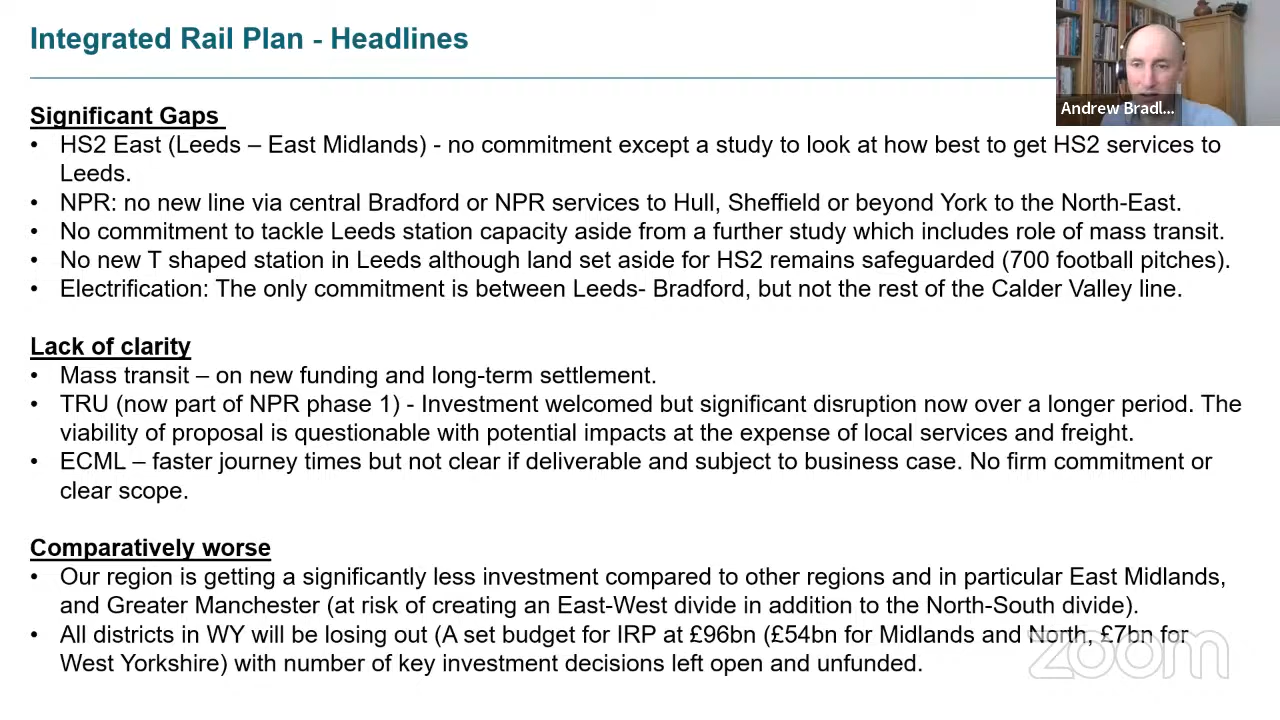 Integrated Rail Plan - Headlines
Andrew Bradl...
Significant Gaps
• HS2 East (Leeds – East Midlands) - no commitment except a study to look at how best to get HS2 services to
Leeds.
• NPR: no new line via central Bradford or NPR services to Hull, Sheffield or beyond York to the North-East.
• No commitment to tackle Leeds station capacity aside from a further study which includes role of mass transit.
• No new T shaped station in Leeds although land set aside for HS2 remains safeguarded (700 football pitches).
• Electrification: The only commitment is between Leeds- Bradford, but not the rest of the Calder Valley line.
Lack of clarity
• Mass transit – on new funding and long-term settlement.
• TRU (now part of NPR phase 1) - Investment welcomed but significant disruption now over a longer period. The
viability of proposal is questionable with potential impacts at the expense of local services and freight.
• ECML – faster journey times but not clear if deliverable and subject to business case. No firm commitment or
clear scope.
Comparatively worse
• Our region is getting a significantly less investment compared to other regions and in particular East Midlands,
and Greater Manchester (at risk of creating an East-West divide in addition to the North-South divide).
• All districts in WY will be losing out (A set budget for IRP at £96bn (£54bn for Midlands and North, £7bn for
West Yorkshire) with number of key investment decisions left open and unfunded.
zoom